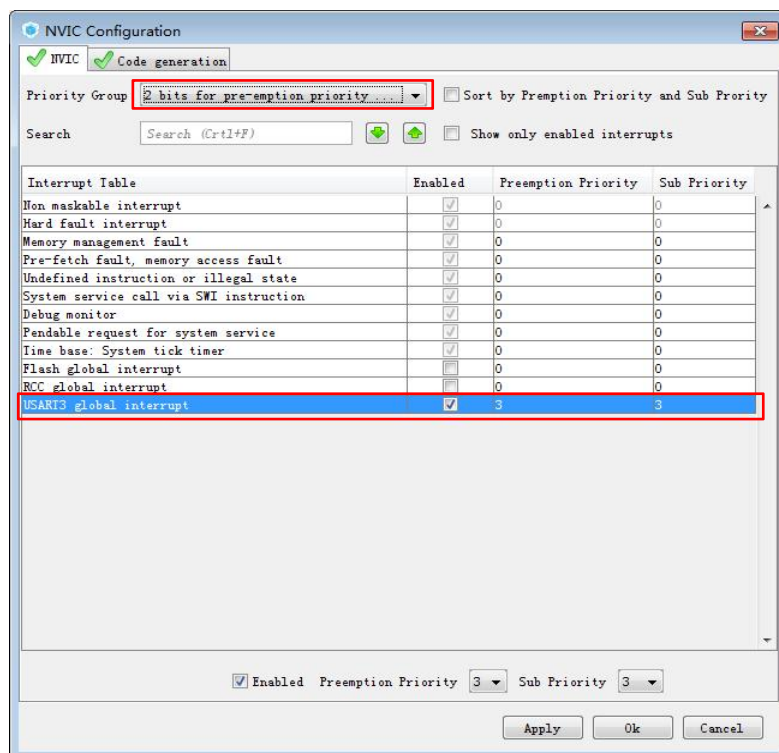 NVIC Configuration
NVIC Code generation
Priority Group 2 bits for pre-emption priority ... Sort by Premption Priority and Sub Prority
Search Search (Crtl+F) Show only enabled interrupts
Interrupt Table Enabled Preemption Priority Sub Priority
Non maskable interrupt 0 0
Hard fault interrupt 0 0
Memory management fault 0 0
Pre-fetch fault, memory access fault 0 0
Undefined instruction or illegal state 0 0
System service call via SWI instruction 0 0
Debug monitor 0 0
Pendable request for system service 0 0
Time base: System tick timer 0 0
Flash global interrupt 0 0
RCC global interrupt 0 0
USART3 global interrupt 3 3
Enabled Preemption Priority 3 Sub Priority 3
Apply Ok Cancel